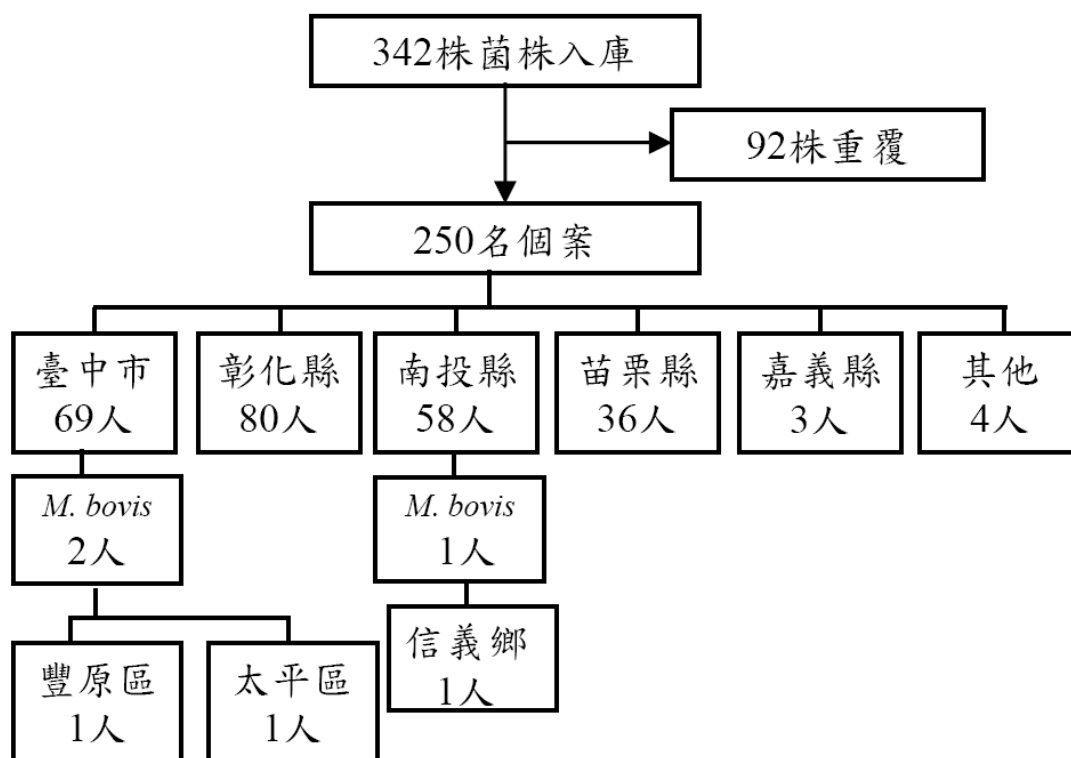 342株菌株入庫
92株重覆
250名個案
臺中市
69人
彰化縣
80人
南投縣
58人
苗栗縣
36人
嘉義縣
3人
其他
4人
M. bovis
2人
M. bovis
1人
豐原區
1人
太平區
1人
信義鄉
1人